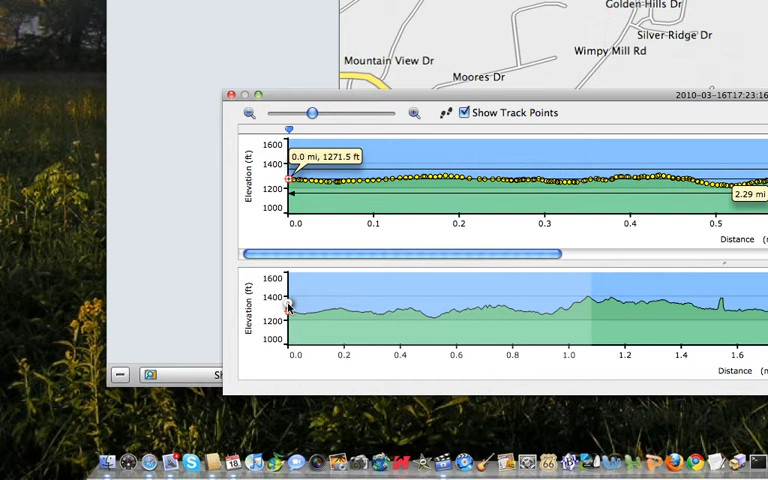 Golden Hills Dr
Silver Ridge Dr
Wimpy Mill Rd
Mountain View Dr
Moores Dr
2010-03-16T17:23:16
Show Track Points
Elevation (ft)
1600
1400
1200
1000
0.0 mi, 1271.5 ft
2.29 mi
0.0 0.1 0.2 0.3 0.4 0.5
Distance
Elevation (ft)
1600
1400
1200
1000
0.0 0.2 0.4 0.6 0.8 1.0 1.2 1.4 1.6
Distance
18
66